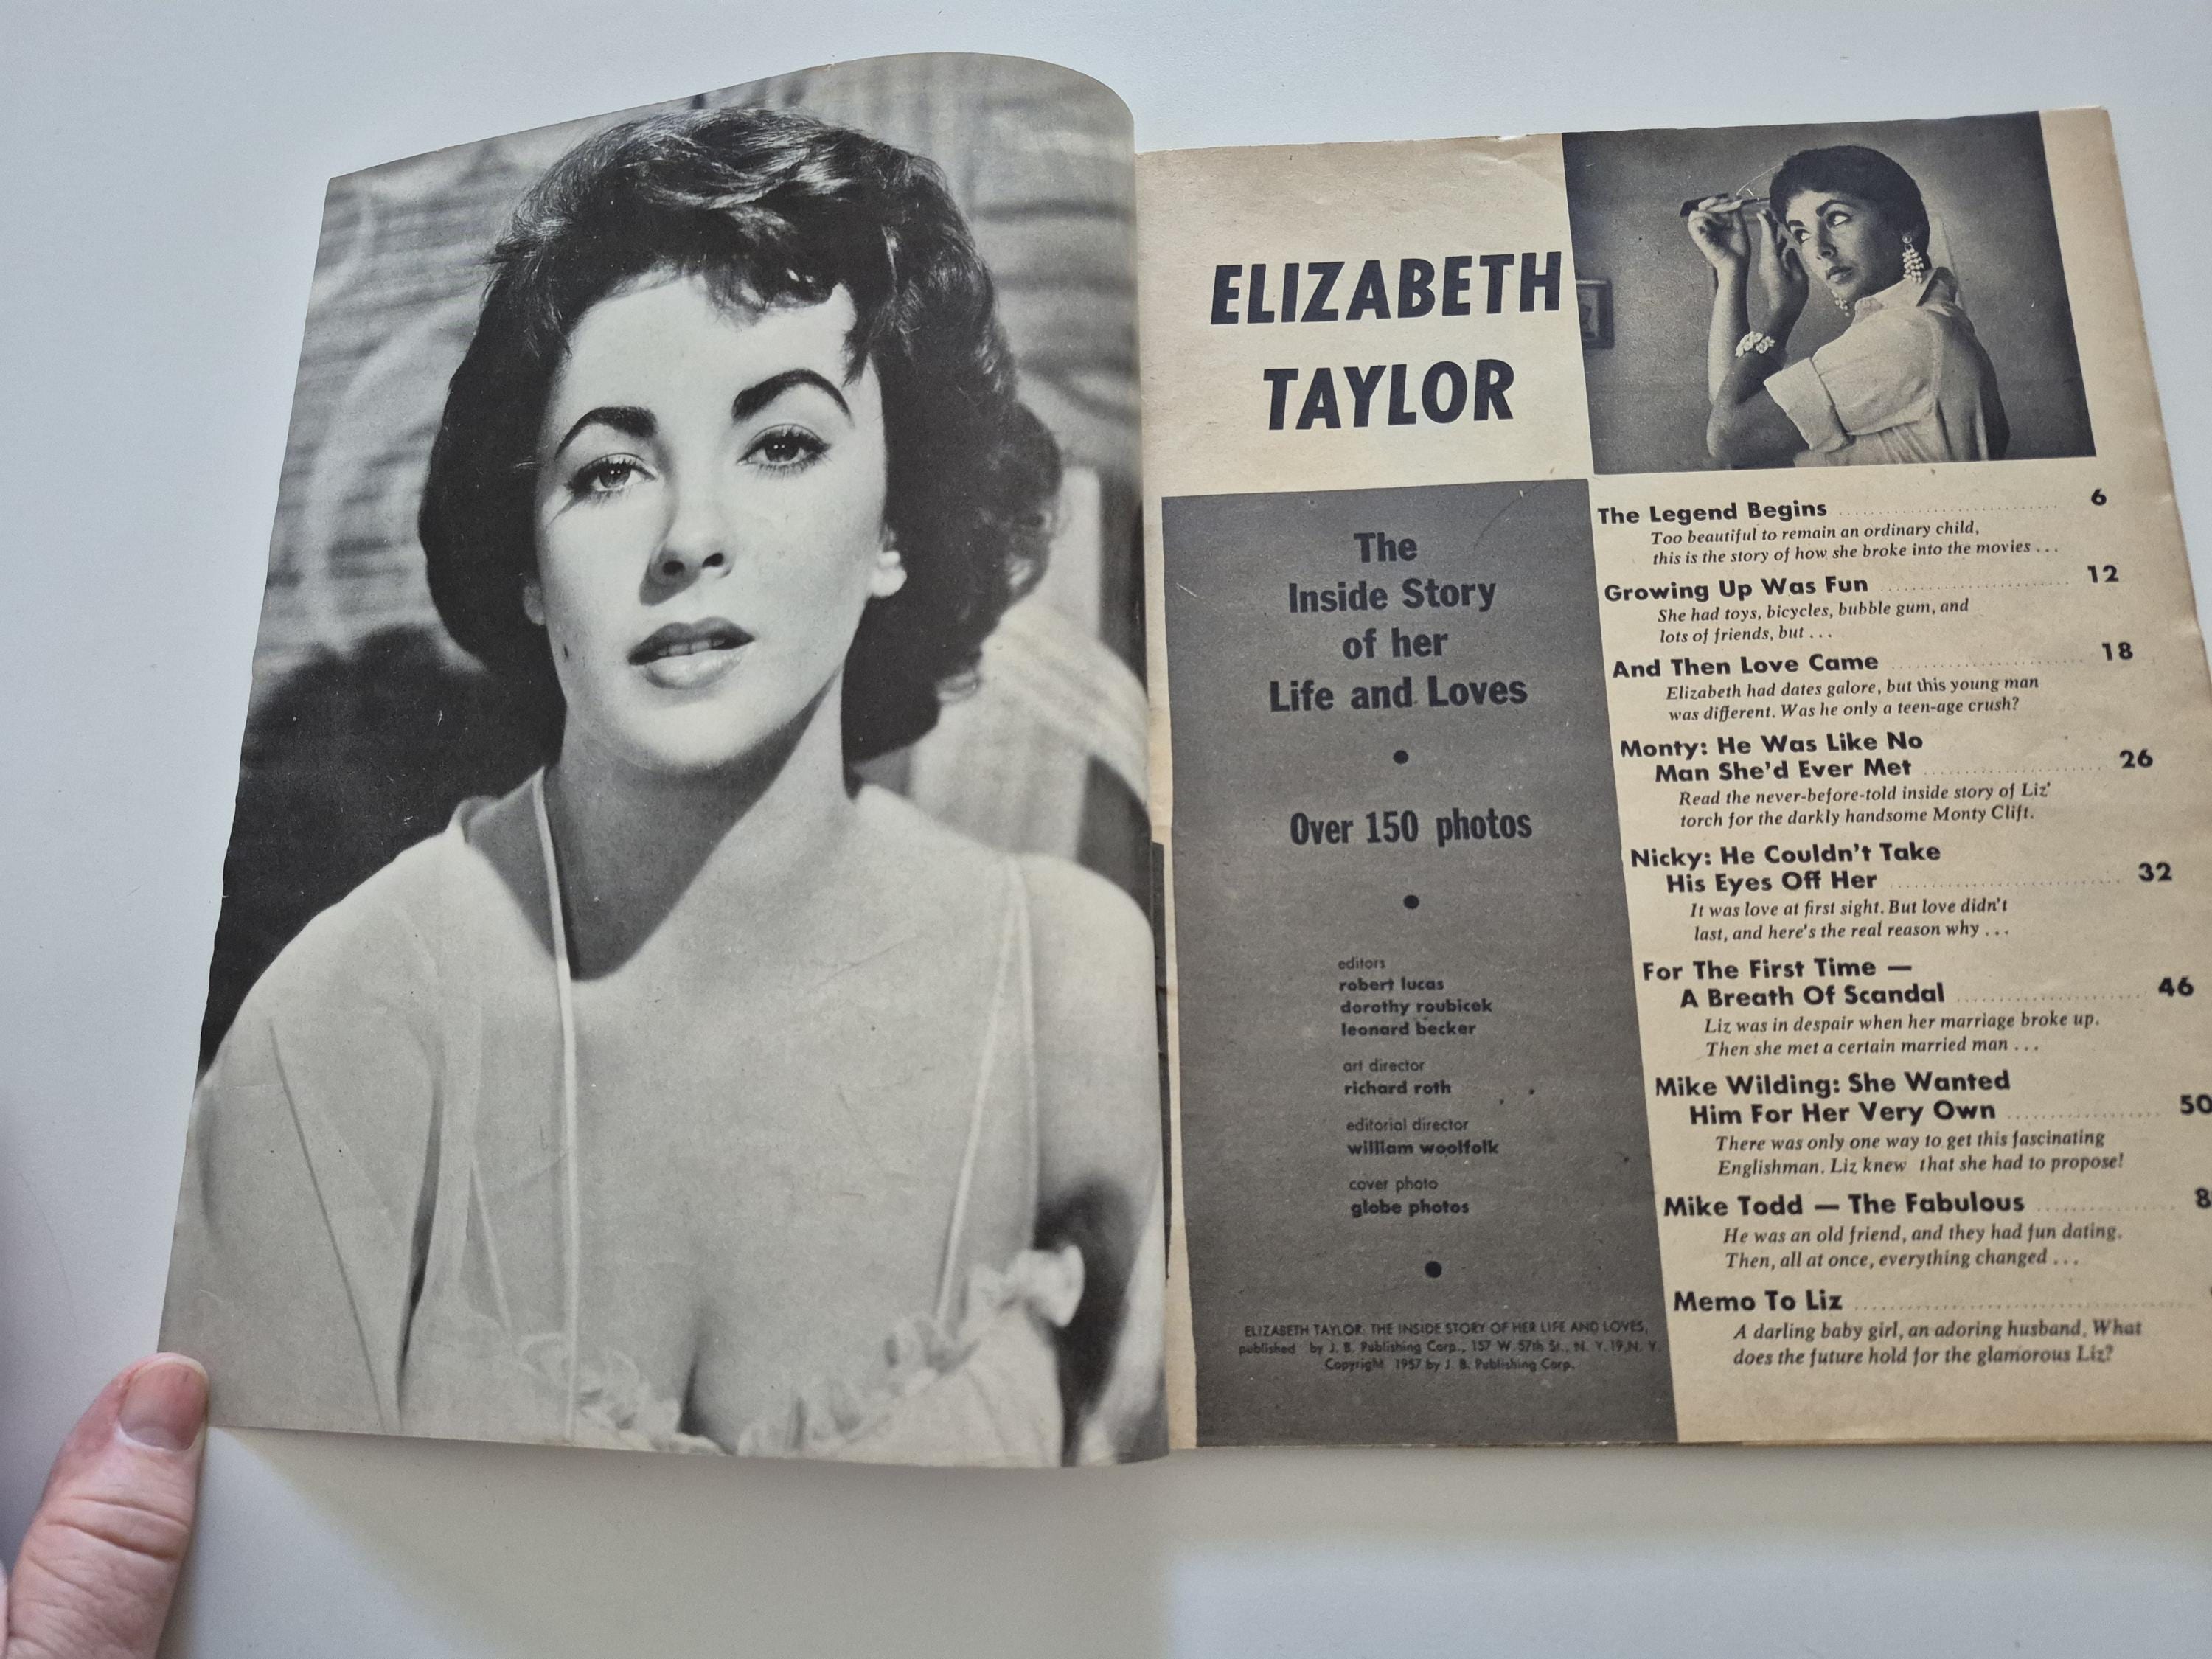 ELIZABETH
TAYLOR
The
Inside Story
of her
Life and Loves
Over 150 photos
editors
robert lucas
dorothy roubicek
leonard becker
art director
richard roth
editorial director
william woolfolk
cover photo
globe photos
ELIZABETH TAYLOR: THE INSIDE STORY OF HER LIFE AND LOVES,
published by J. B. Publishing Corp., 157 W. 57th St., N. Y. 19, N. Y.
Copyright 1957 by J. B. Publishing Corp.
The Legend Begins 6
Too beautiful to remain an ordinary child,
this is the story of how she broke into the movies . . .
Growing Up Was Fun 12
She had toys, bicycles, bubble gum, and
lots of friends, but . . .
And Then Love Came 18
Elizabeth had dates galore, but this young man
was different. Was he only a teen-age crush?
Monty: He Was Like No
Man She'd Ever Met 26
Read the never-before-told inside story of Liz'
torch for the darkly handsome Monty Clift.
Nicky: He Couldn't Take
His Eyes Off Her 32
It was love at first sight. But love didn't
last, and here's the real reason why . . .
For The First Time —
A Breath Of Scandal 46
Liz was in despair when her marriage broke up.
Then she met a certain married man . . .
Mike Wilding: She Wanted
Him For Her Very Own 50
There was only one way to get this fascinating
Englishman. Liz knew that she had to propose!
Mike Todd — The Fabulous 8
He was an old friend, and they had fun dating.
Then, all at once, everything changed . . .
Memo To Liz
A darling baby girl, an adoring husband. What
does the future hold for the glamorous Liz?